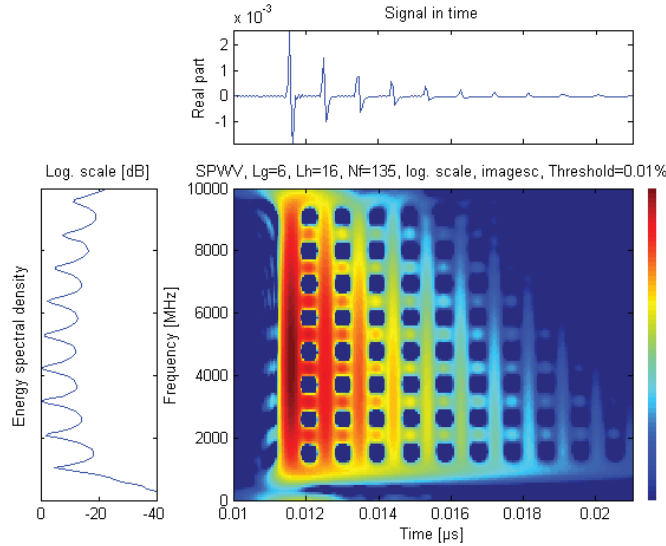 Signal in time
x 10^-3
2
1
0
-1
Real part
Log. scale [dB]
SPWV, Lg=6, Lh=16, Nf=135, log. scale, imagesc, Threshold=0.01%
Energy spectral density
Frequency [MHz]
10000
8000
6000
4000
2000
0
0 -20 -40
0.01 0.012 0.014 0.016 0.018 0.02
Time [µs]